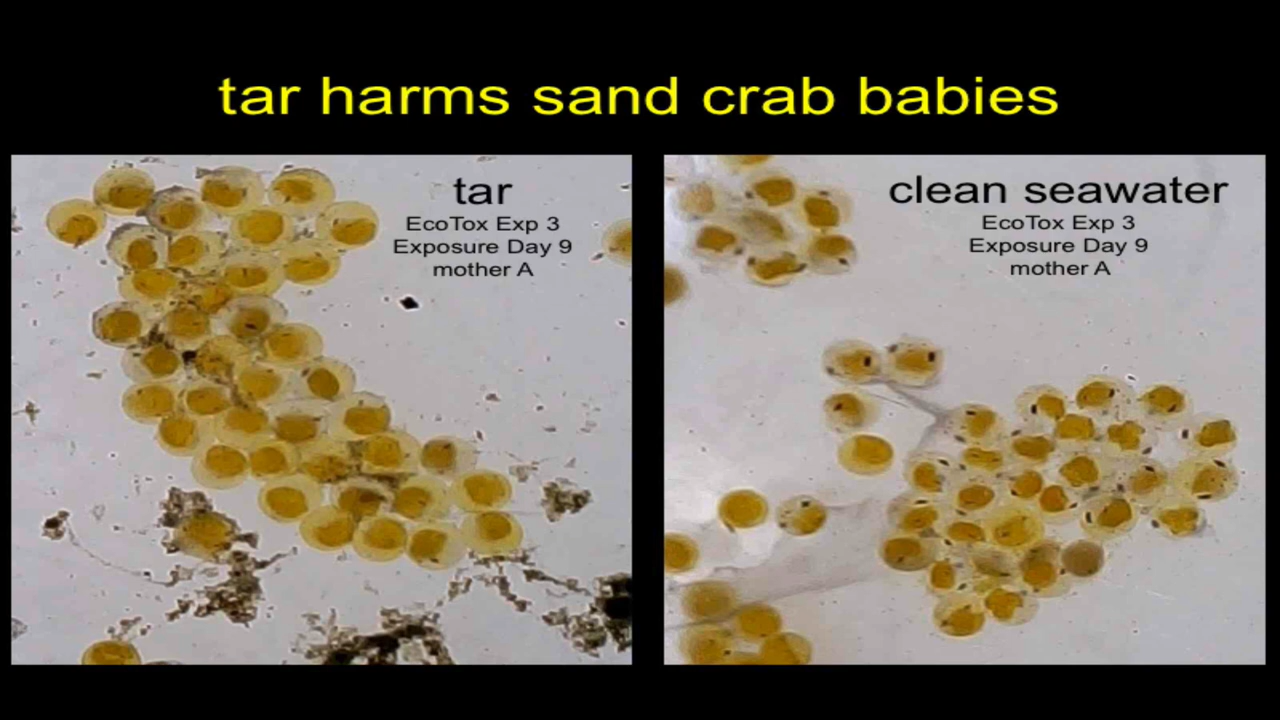 tar harms sand crab babies
tar
EcoTox Exp 3
Exposure Day 9
mother A
clean seawater
EcoTox Exp 3
Exposure Day 9
mother A